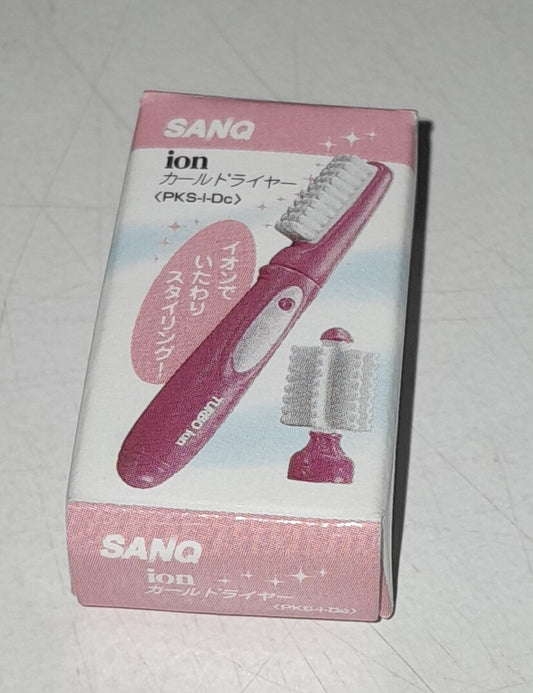 SANQ
ion
カールドライヤー
〈PKS-I-Dc〉
イオンで
いたわり
スタイリング!
TURBO ion
SANQ
ion
カールドライヤー
〈PKS-I-Dc〉